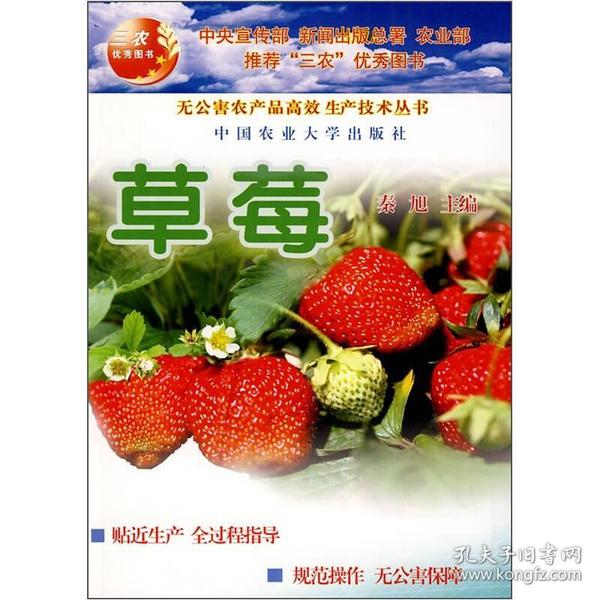 三农
优秀图书
中央宣传部 新闻出版总署 农业部
推荐“三农”优秀图书
无公害农产品高效生产技术丛书
中国农业大学出版社
草莓
秦旭 主编
贴近生产 全过程指导
规范操作 无公害保障
孔夫子旧书网
www.kongfz.com